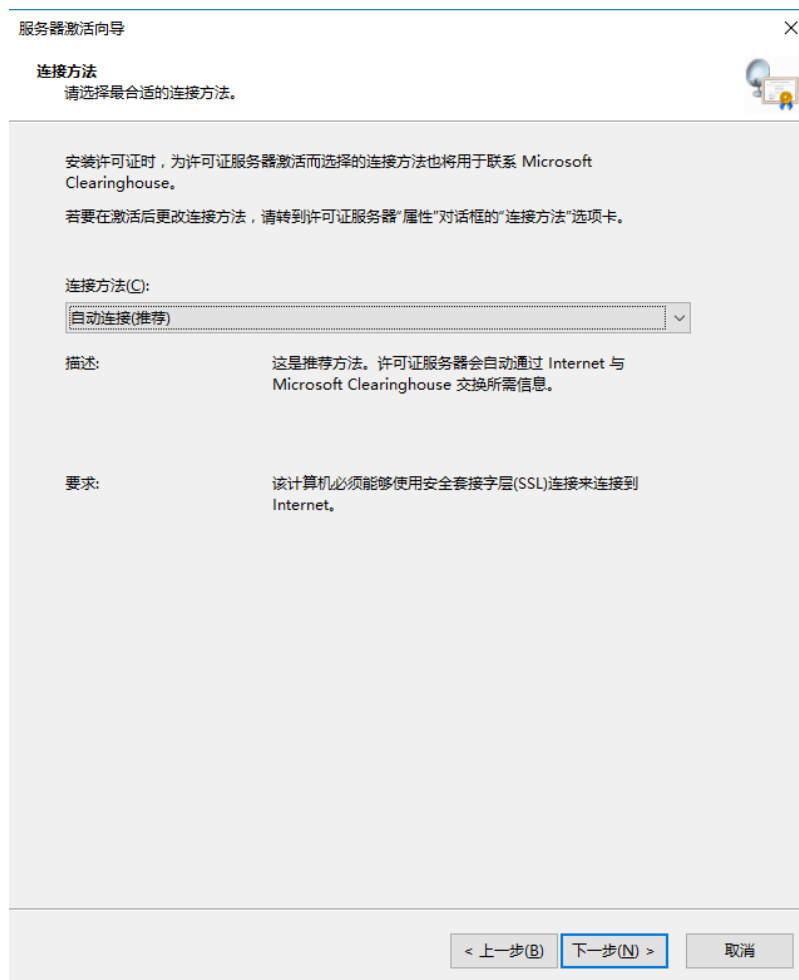 服务器激活向导
连接方法
请选择最合适的连接方法。
安装许可证时，为许可证服务器激活而选择的连接方法也将用于联系 Microsoft
Clearinghouse。
若要在激活后更改连接方法，请转到许可证服务器“属性”对话框的“连接方法”选项卡。
连接方法(C):
自动连接(推荐)
描述: 这是推荐方法。许可证服务器会自动通过 Internet 与
Microsoft Clearinghouse 交换所需信息。
要求: 该计算机必须能够使用安全套接字层(SSL)连接来连接到
Internet。
< 上一步(B) 下一步(N) > 取消